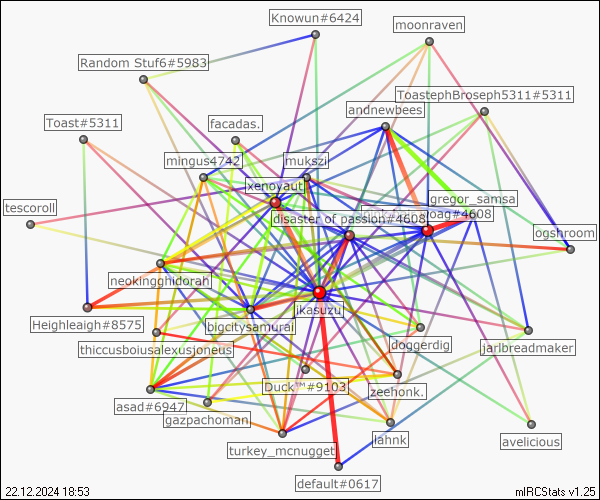 Knowun#6424
moonraven
Random Stuf6#5983
ToastephBroseph5311#5311
andnewbees
Toast#5311
facadas.
mingus4742
mukszi
xenoyaut
gregor_samsa
tescoroll
disaster of passion#4608
oag#4608
ogshroom
neokingghidorah
jkasuzu
bigcitysamurai
Heighleaigh#8575
thiccusboiusalexusjoneus
doggerdig
jarlbreadmaker
Duck™#9103
zeehonk.
asad#6947
gazpachoman
turkey_mcnugget
iahnk
avelicious
default#0617
22.12.2024 18:53
mIRCStats v1.25